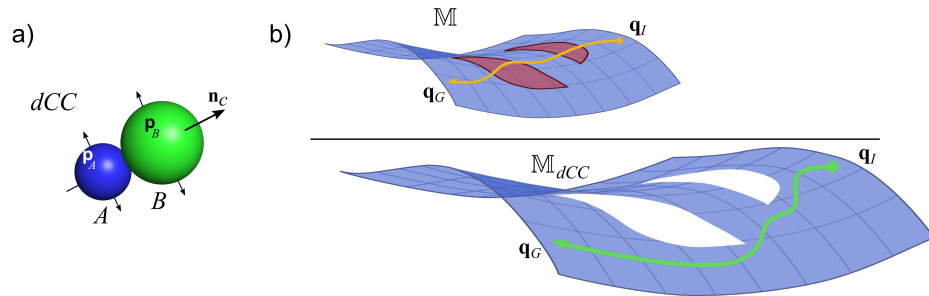 a)
dCC
p_A
p_B
n_C
A
B
b)
𝕄
q_I
q_G
𝕄_dCC
q_I
q_G